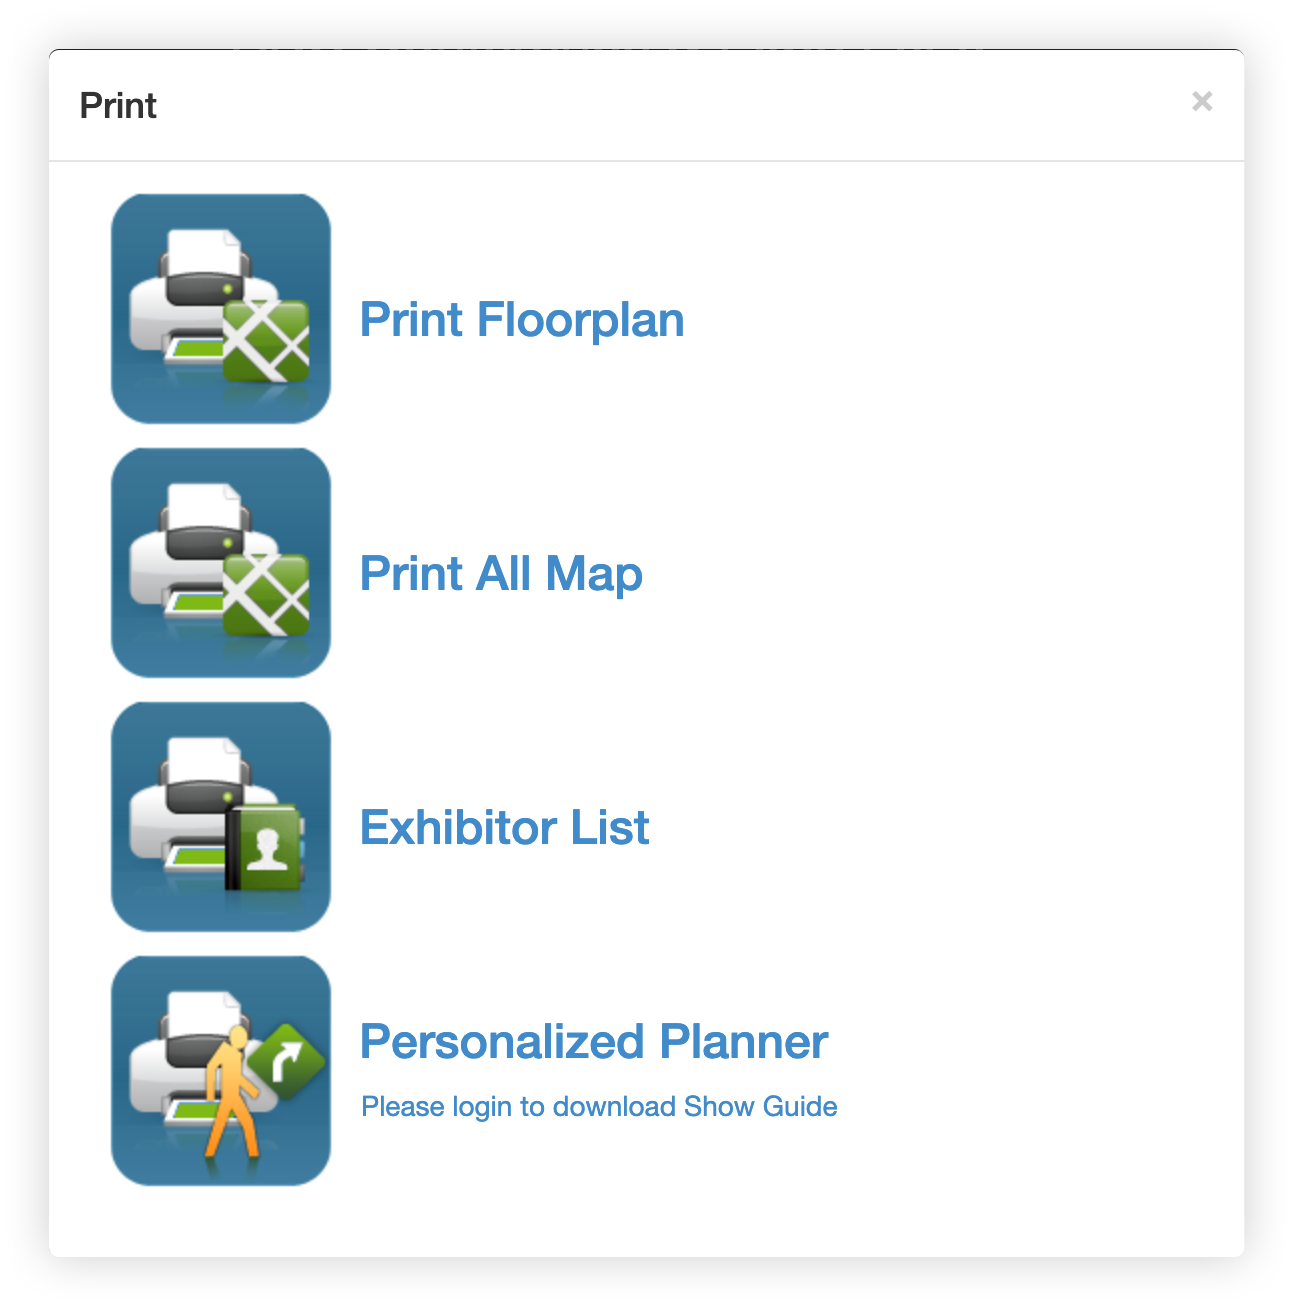 Print
×
Print Floorplan
Print All Map
Exhibitor List
Personalized Planner
Please login to download Show Guide